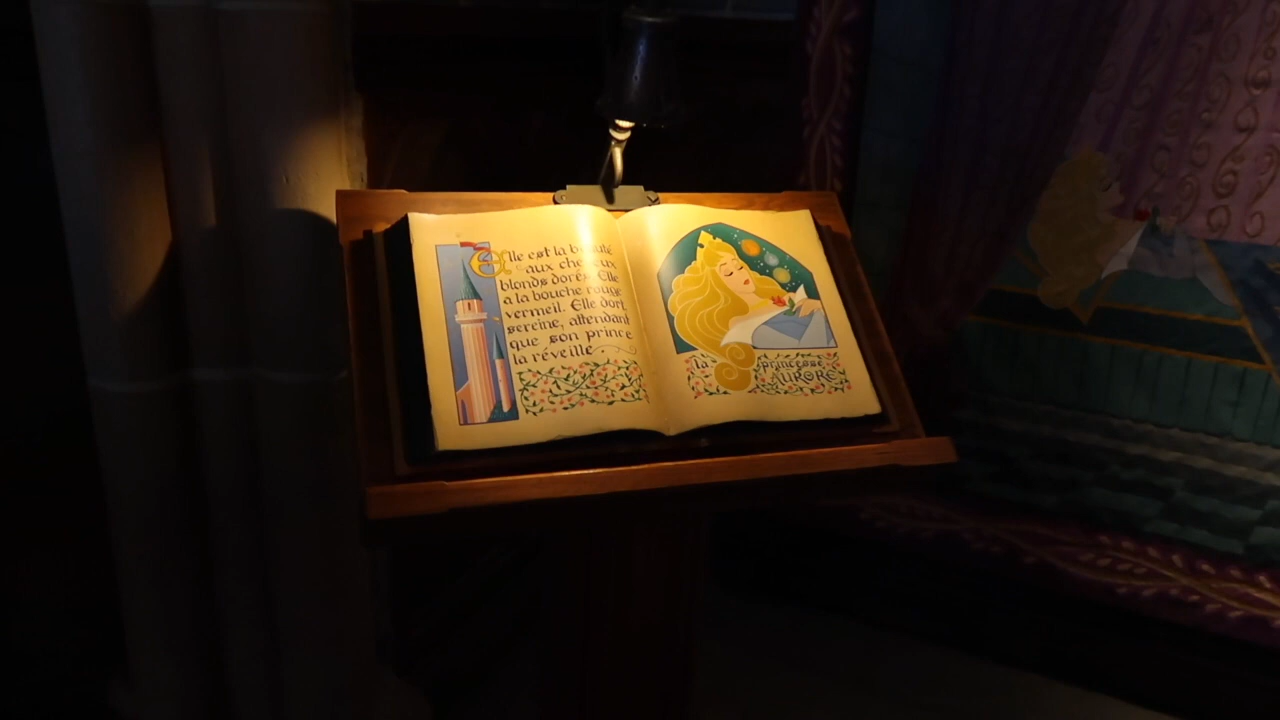 Elle est la beauté
aux cheveux
blonds dorés. Elle
a la bouche rouge
vermeil. Elle dort
sereine, attendant
que son prince
la réveille
la princesse
AURORE